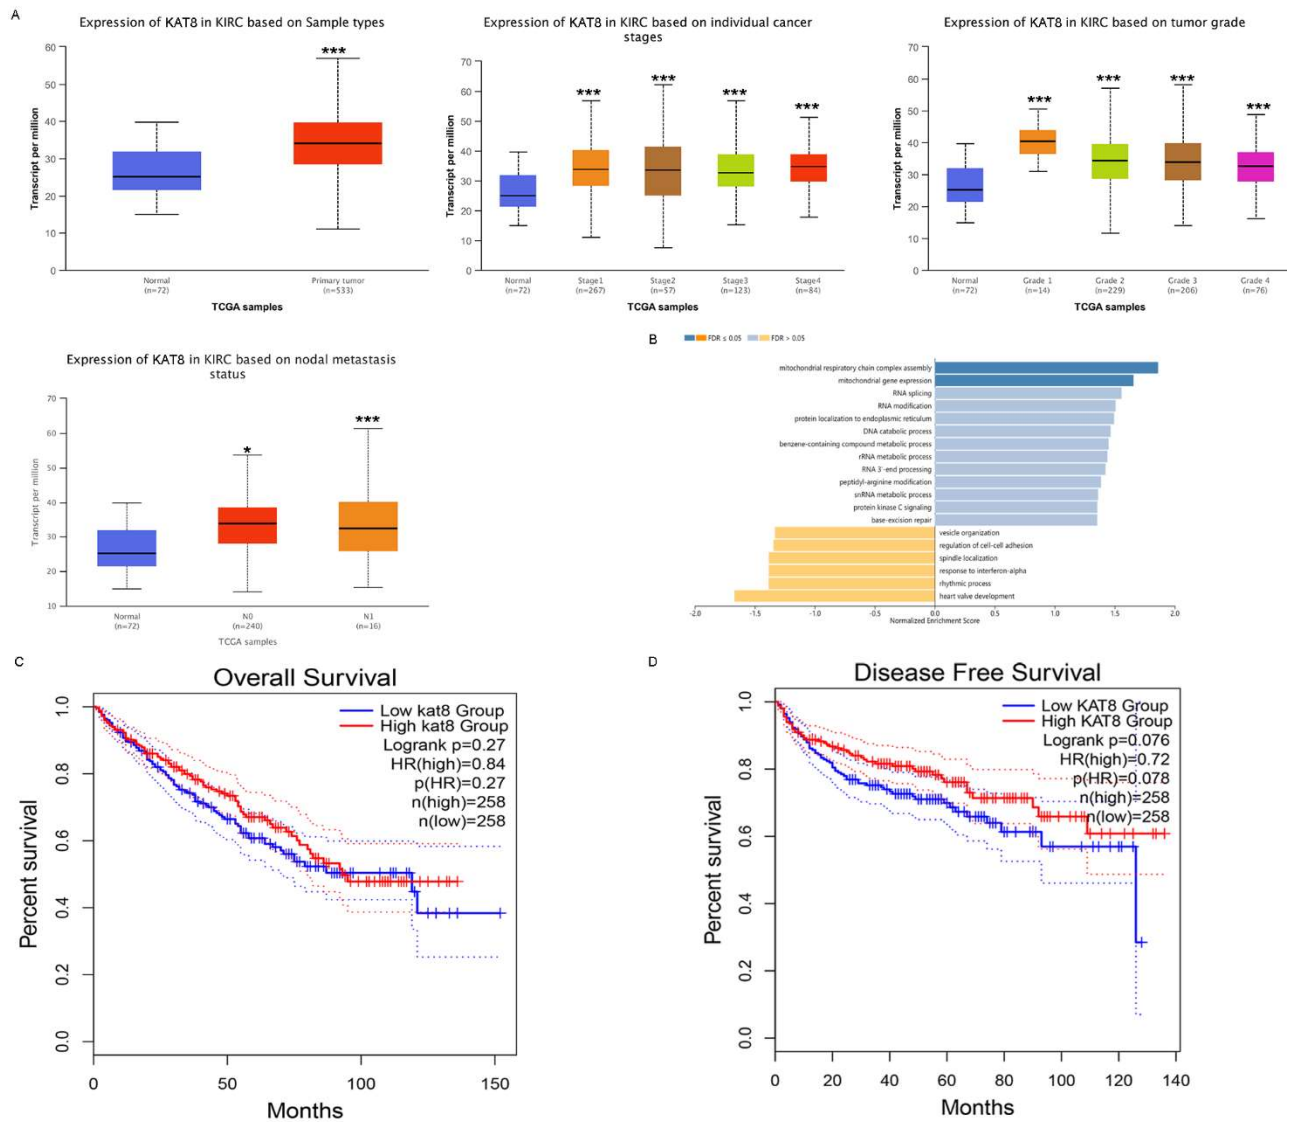 A
Expression of KAT8 in KIRC based on Sample types
Transcript per million
60
50
40
30
20
10
0
***
Normal
(n=72)
Primary tumor
(n=533)
TCGA samples
Expression of KAT8 in KIRC based on individual cancer
stages
Transcript per million
70
60
50
40
30
20
10
0
***
***
***
***
Normal
(n=72)
Stage1
(n=267)
Stage2
(n=57)
Stage3
(n=123)
Stage4
(n=84)
TCGA samples
Expression of KAT8 in KIRC based on tumor grade
Transcript per million
70
60
50
40
30
20
10
0
***
***
***
***
Normal
(n=72)
Grade 1
(n=14)
Grade 2
(n=229)
Grade 3
(n=206)
Grade 4
(n=76)
TCGA samples
Expression of KAT8 in KIRC based on nodal metastasis
status
Transcript per million
70
60
50
40
30
20
10
*
***
Normal
(n=72)
N0
(n=240)
N1
(n=16)
TCGA samples
B
FDR ≤ 0.05
FDR > 0.05
mitochondrial respiratory chain complex assembly
mitochondrial gene expression
RNA splicing
RNA modification
protein localization to endoplasmic reticulum
DNA catabolic process
benzene-containing compound metabolic process
rRNA metabolic process
RNA 3'-end processing
peptidyl-arginine modification
snRNA metabolic process
protein kinase C signaling
base-excision repair
vesicle organization
regulation of cell-cell adhesion
spindle localization
response to interferon-alpha
rhythmic process
heart valve development
-2.0 -1.5 -1.0 -0.5 0.0 0.5 1.0 1.5 2.0
Normalized Enrichment Score
C
Overall Survival
Percent survival
1.0
0.8
0.6
0.4
0.2
0.0
Low kat8 Group
High kat8 Group
Logrank p=0.27
HR(high)=0.84
p(HR)=0.27
n(high)=258
n(low)=258
0 50 100 150
Months
D
Disease Free Survival
Percent survival
1.0
0.8
0.6
0.4
0.2
0.0
Low KAT8 Group
High KAT8 Group
Logrank p=0.076
HR(high)=0.72
p(HR)=0.078
n(high)=258
n(low)=258
0 20 40 60 80 100 120 140
Months